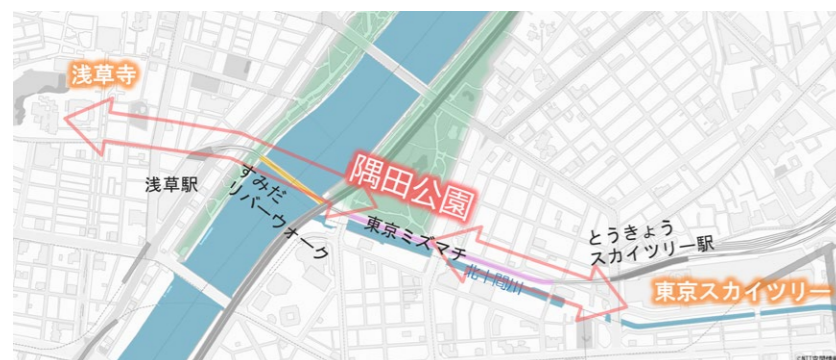 浅草寺
浅草駅
すみだ
リバーウォーク
隅田公園
東京ミズマチ
北十間川
とうきょう
スカイツリー駅
東京スカイツリー